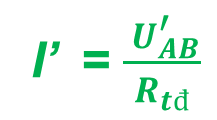 I’ = U′AB / Rtđ